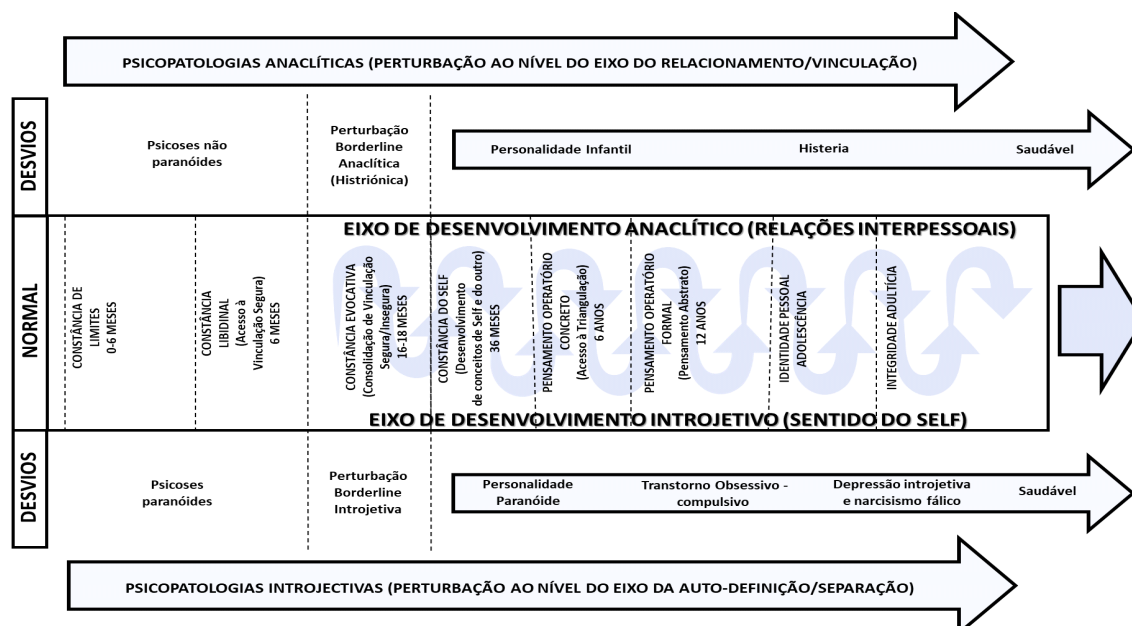 PSICOPATOLOGIAS ANACLÍTICAS (PERTURBAÇÃO AO NÍVEL DO EIXO DO RELACIONAMENTO/VINCULAÇÃO)
DESVIOS
Psicoses não
paranóides
Perturbação
Borderline
Anaclítica
(Histriónica)
Personalidade Infantil
Histeria
Saudável
NORMAL
EIXO DE DESENVOLVIMENTO ANACLÍTICO (RELAÇÕES INTERPESSOAIS)
CONSTÂNCIA DE
LIMITES
0-6 MESES
CONSTÂNCIA
LIBIDINAL
(Acesso à
Vinculação Segura)
6 MESES
CONSTÂNCIA EVOCATIVA
(Consolidação de Vinculação
Segura/Insegura)
16-18 MESES
CONSTÂNCIA DO SELF
(Desenvolvimento
de conceitos de Self e do outro)
36 MESES
PENSAMENTO OPERATÓRIO
CONCRETO
(Acesso à Triangulação)
6 ANOS
PENSAMENTO OPERATÓRIO
FORMAL
(Pensamento Abstrato)
12 ANOS
IDENTIDADE PESSOAL
ADOLESCÊNCIA
INTEGRIDADE ADULTÍCIA
EIXO DE DESENVOLVIMENTO INTROJETIVO (SENTIDO DO SELF)
DESVIOS
Psicoses
paranóides
Perturbação
Borderline
Introjetiva
Personalidade
Paranóide
Transtorno Obsessivo -
compulsivo
Depressão introjetiva
e narcisismo fálico
Saudável
PSICOPATOLOGIAS INTROJECTIVAS (PERTURBAÇÃO AO NÍVEL DO EIXO DA AUTO-DEFINIÇÃO/SEPARAÇÃO)